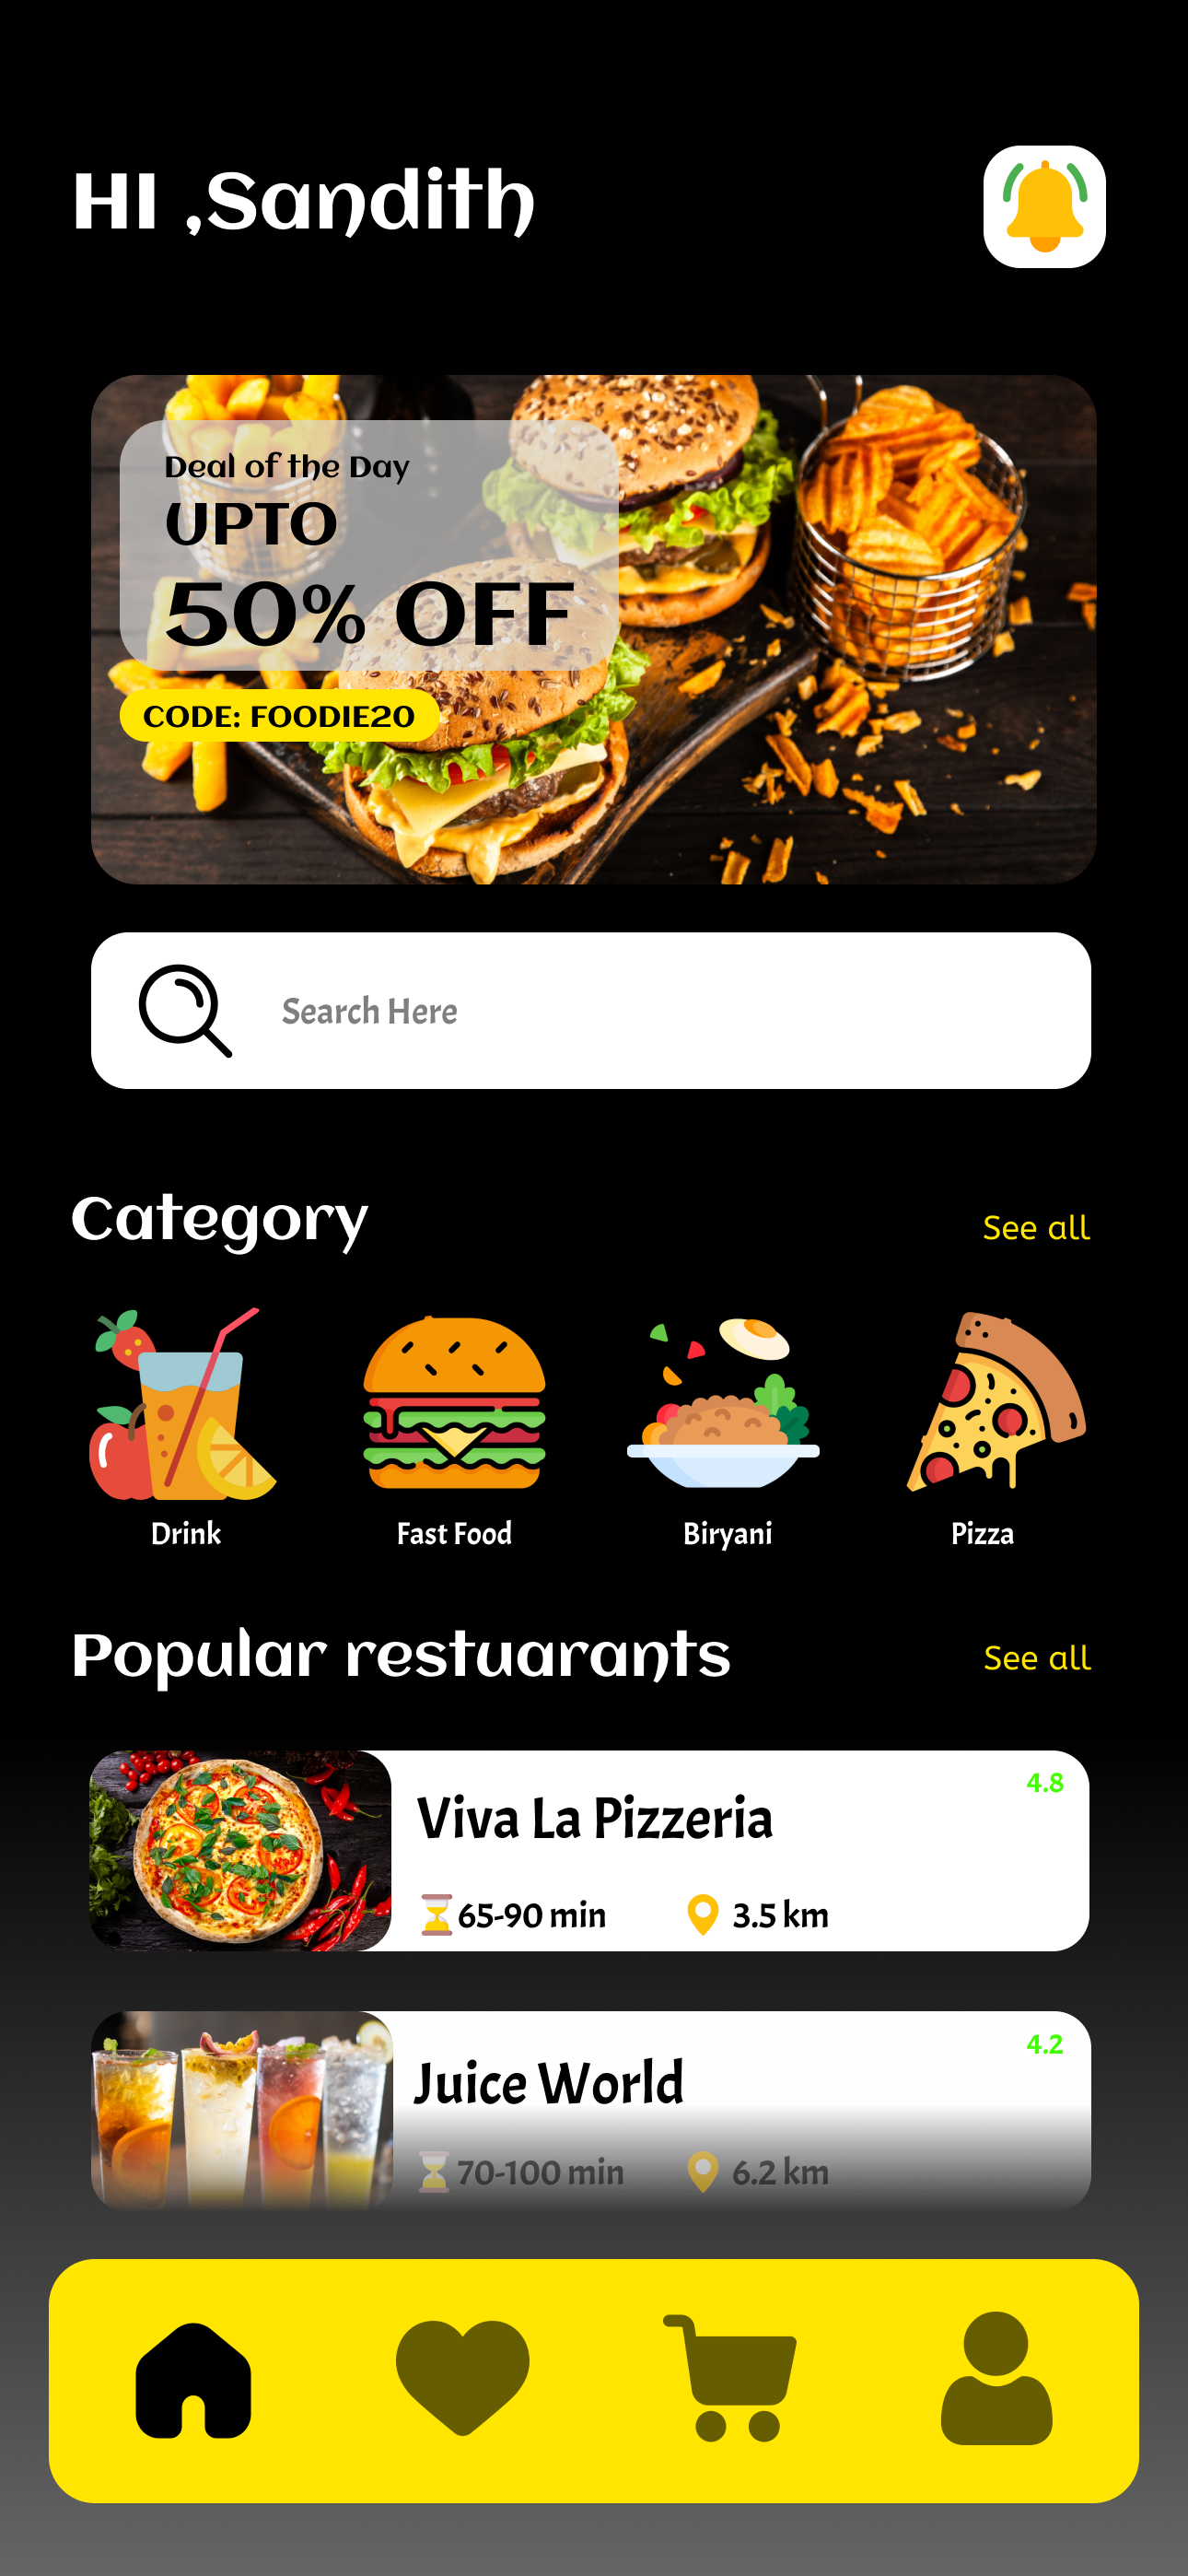 HI ,Sandith
Deal of the Day
UPTO
50% OFF
CODE: FOODIE20
Search Here
Category
See all
Drink
Fast Food
Biryani
Pizza
Popular restuarants
See all
4.8
Viva La Pizzeria
65-90 min
3.5 km
4.2
Juice World
70-100 min
6.2 km